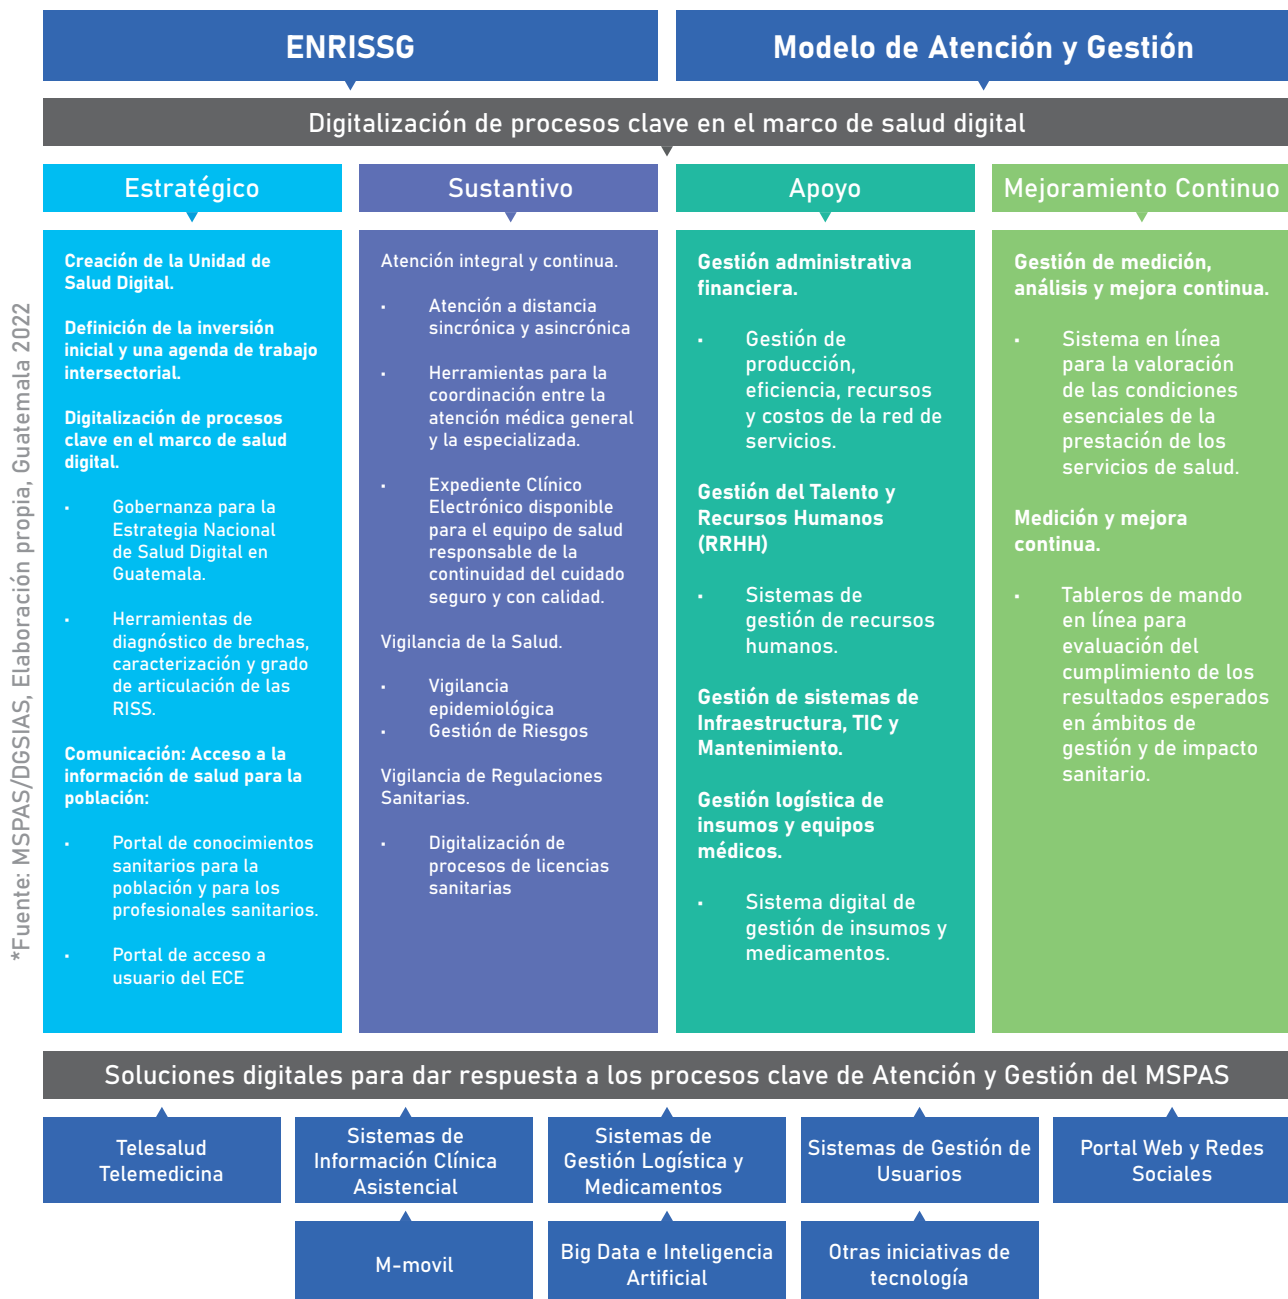 ENRISSG
Modelo de Atención y Gestión
Digitalización de procesos clave en el marco de salud digital
Estratégico
Creación de la Unidad de
Salud Digital.
Definición de la inversión
inicial y una agenda de trabajo
intersectorial.
Digitalización de procesos
clave en el marco de salud
digital.
▪ Gobernanza para la
Estrategia Nacional
de Salud Digital en
Guatemala.
▪ Herramientas de
diagnóstico de brechas,
caracterización y grado
de articulación de las
RISS.
Comunicación: Acceso a la
información de salud para la
población:
▪ Portal de conocimientos
sanitarios para la
población y para los
profesionales sanitarios.
▪ Portal de acceso a
usuario del ECE
Sustantivo
Atención integral y continua.
▪ Atención a distancia
sincrónica y asincrónica
▪ Herramientas para la
coordinación entre la
atención médica general
y la especializada.
▪ Expediente Clínico
Electrónico disponible
para el equipo de salud
responsable de la
continuidad del cuidado
seguro y con calidad.
Vigilancia de la Salud.
▪ Vigilancia
epidemiológica
▪ Gestión de Riesgos
Vigilancia de Regulaciones
Sanitarias.
▪ Digitalización de
procesos de licencias
sanitarias
Apoyo
Gestión administrativa
financiera.
▪ Gestión de
producción,
eficiencia, recursos
y costos de la red de
servicios.
Gestión del Talento y
Recursos Humanos
(RRHH)
▪ Sistemas de
gestión de recursos
humanos.
Gestión de sistemas de
Infraestructura, TIC y
Mantenimiento.
Gestión logística de
insumos y equipos
médicos.
▪ Sistema digital de
gestión de insumos y
medicamentos.
Mejoramiento Continuo
Gestión de medición,
análisis y mejora continua.
▪ Sistema en línea
para la valoración
de las condiciones
esenciales de la
prestación de los
servicios de salud.
Medición y mejora
continua.
▪ Tableros de mando
en línea para
evaluación del
cumplimiento de los
resultados esperados
en ámbitos de
gestión y de impacto
sanitario.
*Fuente: MSPAS/DGSIAS, Elaboración propia, Guatemala 2022
Soluciones digitales para dar respuesta a los procesos clave de Atención y Gestión del MSPAS
Telesalud
Telemedicina
Sistemas de
Información Clínica
Asistencial
Sistemas de
Gestión Logística y
Medicamentos
Sistemas de Gestión de
Usuarios
Portal Web y Redes
Sociales
M-movil
Big Data e Inteligencia
Artificial
Otras iniciativas de
tecnología